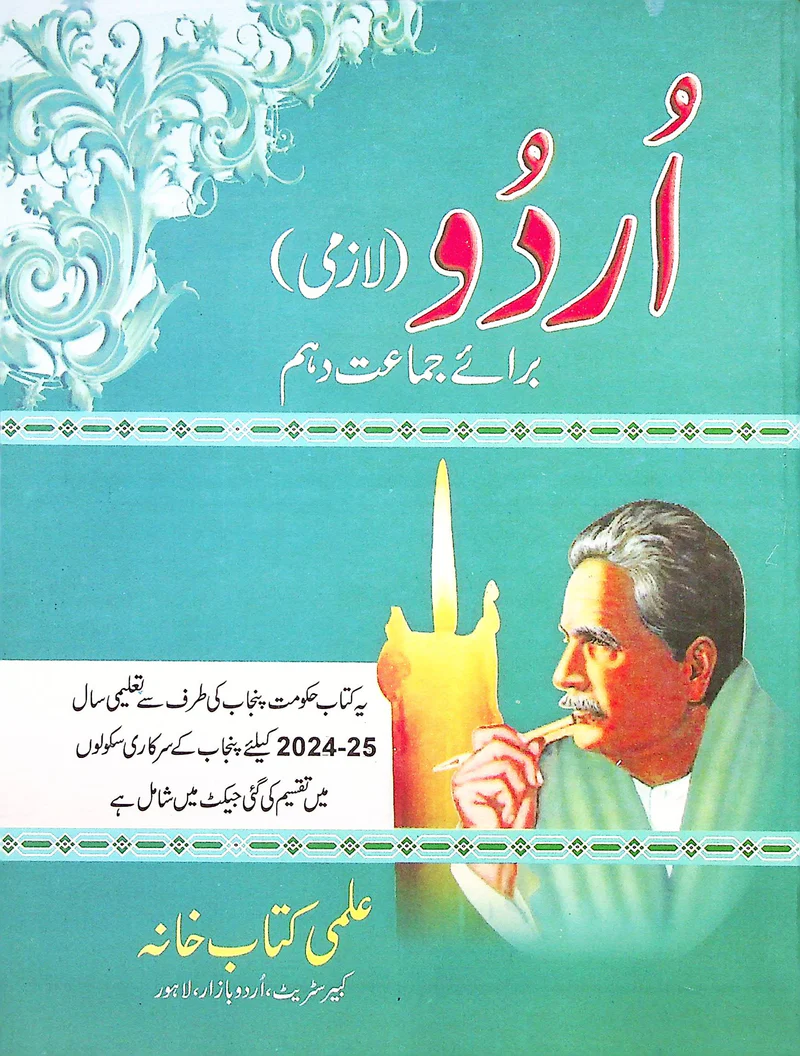 اُردُو (لازمی)
برائے جماعت دہم
یہ کتاب حکومت پنجاب کی طرف سے تعلیمی سال
2024-25 کیلئے پنجاب کے سرکاری سکولوں
میں تقسیم کی گئی جیکٹ میں شامل ہے
علمی کتاب خانہ
کبیر سٹریٹ، اُردو بازار، لاہور